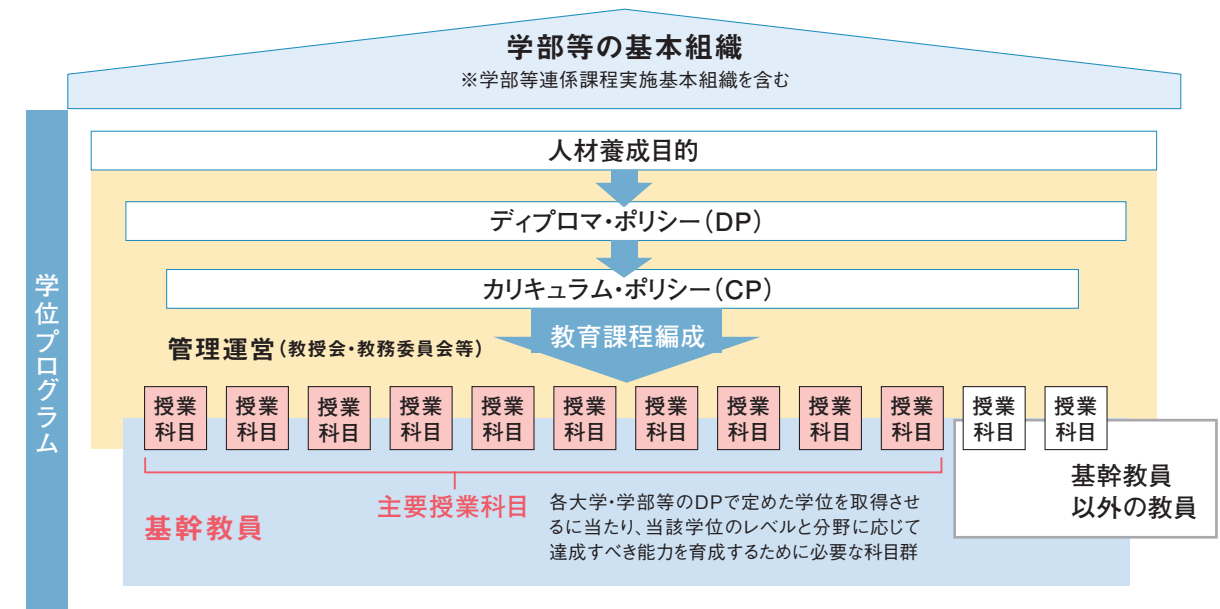 学部等の基本組織
※学部等連係課程実施基本組織を含む
学位プログラム
人材養成目的
ディプロマ・ポリシー（DP）
カリキュラム・ポリシー（CP）
教育課程編成
管理運営（教授会・教務委員会等）
授業
科目
授業
科目
授業
科目
授業
科目
授業
科目
授業
科目
授業
科目
授業
科目
授業
科目
授業
科目
授業
科目
授業
科目
主要授業科目
基幹教員
各大学・学部等のDPで定めた学位を取得させ
るに当たり、当該学位のレベルと分野に応じて
達成すべき能力を育成するために必要な科目群
基幹教員
以外の教員